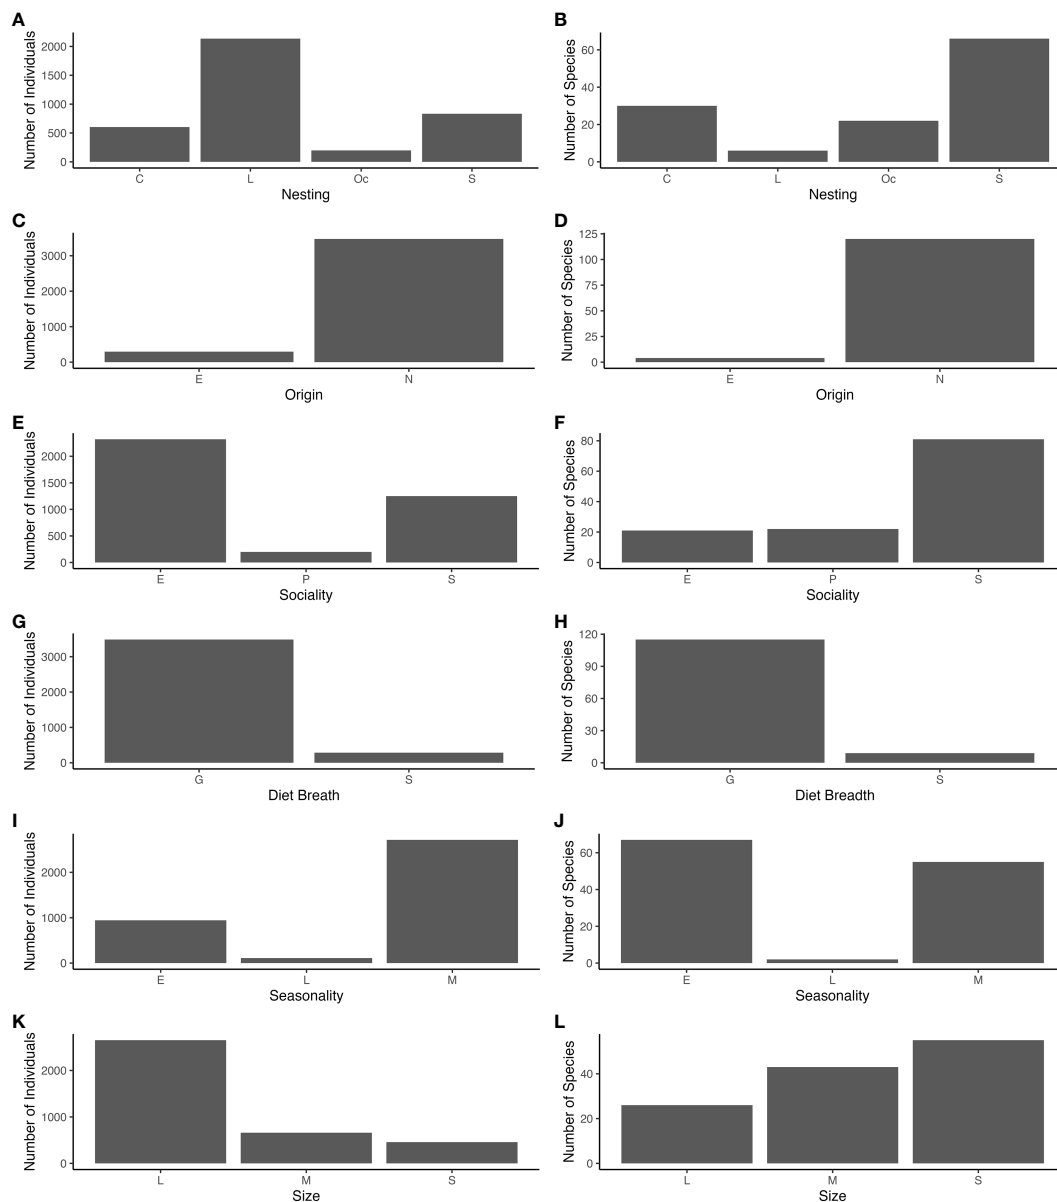 A
Number of Individuals
2000
1500
1000
500
0
C L Oc S
Nesting
B
Number of Species
60
40
20
0
C L Oc S
Nesting
C
Number of Individuals
3000
2000
1000
0
E N
Origin
D
Number of Species
125
100
75
50
25
0
E N
Origin
E
Number of Individuals
2000
1500
1000
500
0
E P S
Sociality
F
Number of Species
80
60
40
20
0
E P S
Sociality
G
Number of Individuals
3000
2000
1000
0
G S
Diet Breath
H
Number of Species
120
90
60
30
0
G S
Diet Breadth
I
Number of Individuals
2000
1000
0
E L M
Seasonality
J
Number of Species
60
40
20
0
E L M
Seasonality
K
Number of Individuals
2000
1000
0
L M S
Size
L
Number of Species
40
20
0
L M S
Size